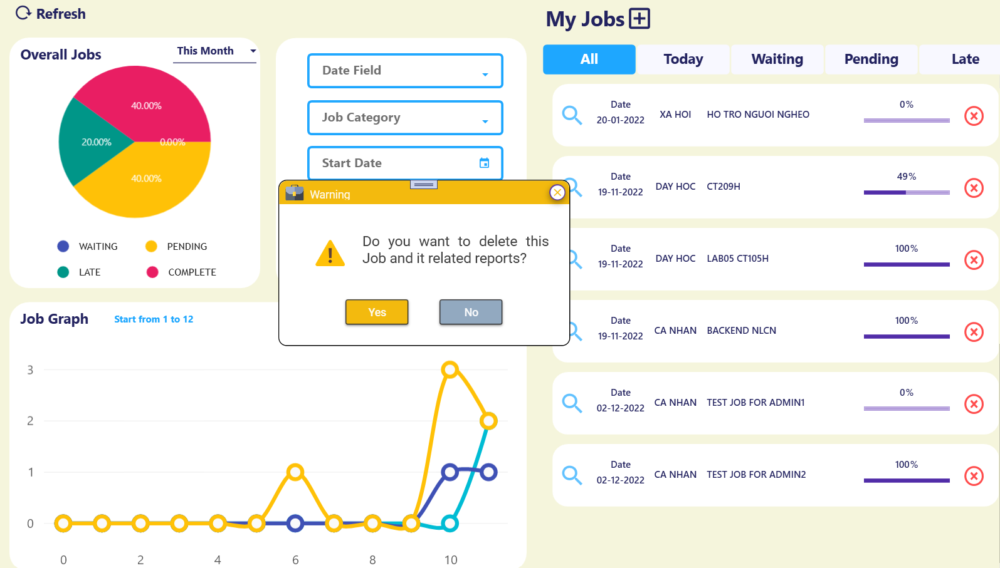 Refresh
Overall Jobs
This Month
40.00%
20.00%
0.00%
40.00%
WAITING
PENDING
LATE
COMPLETE
Date Field
Job Category
Start Date
Warning
Do you want to delete this
Job and it related reports?
Yes
No
Job Graph
Start from 1 to 12
3
2
1
0
0 2 4 6 8 10
My Jobs
All Today Waiting Pending Late
Date
20-01-2022
XA HOI
HO TRO NGUOI NGHEO
0%
Date
19-11-2022
DAY HOC
CT209H
49%
Date
19-11-2022
DAY HOC
LAB05 CT105H
100%
Date
19-11-2022
CA NHAN
BACKEND NLCN
100%
Date
02-12-2022
CA NHAN
TEST JOB FOR ADMIN1
0%
Date
02-12-2022
CA NHAN
TEST JOB FOR ADMIN2
100%